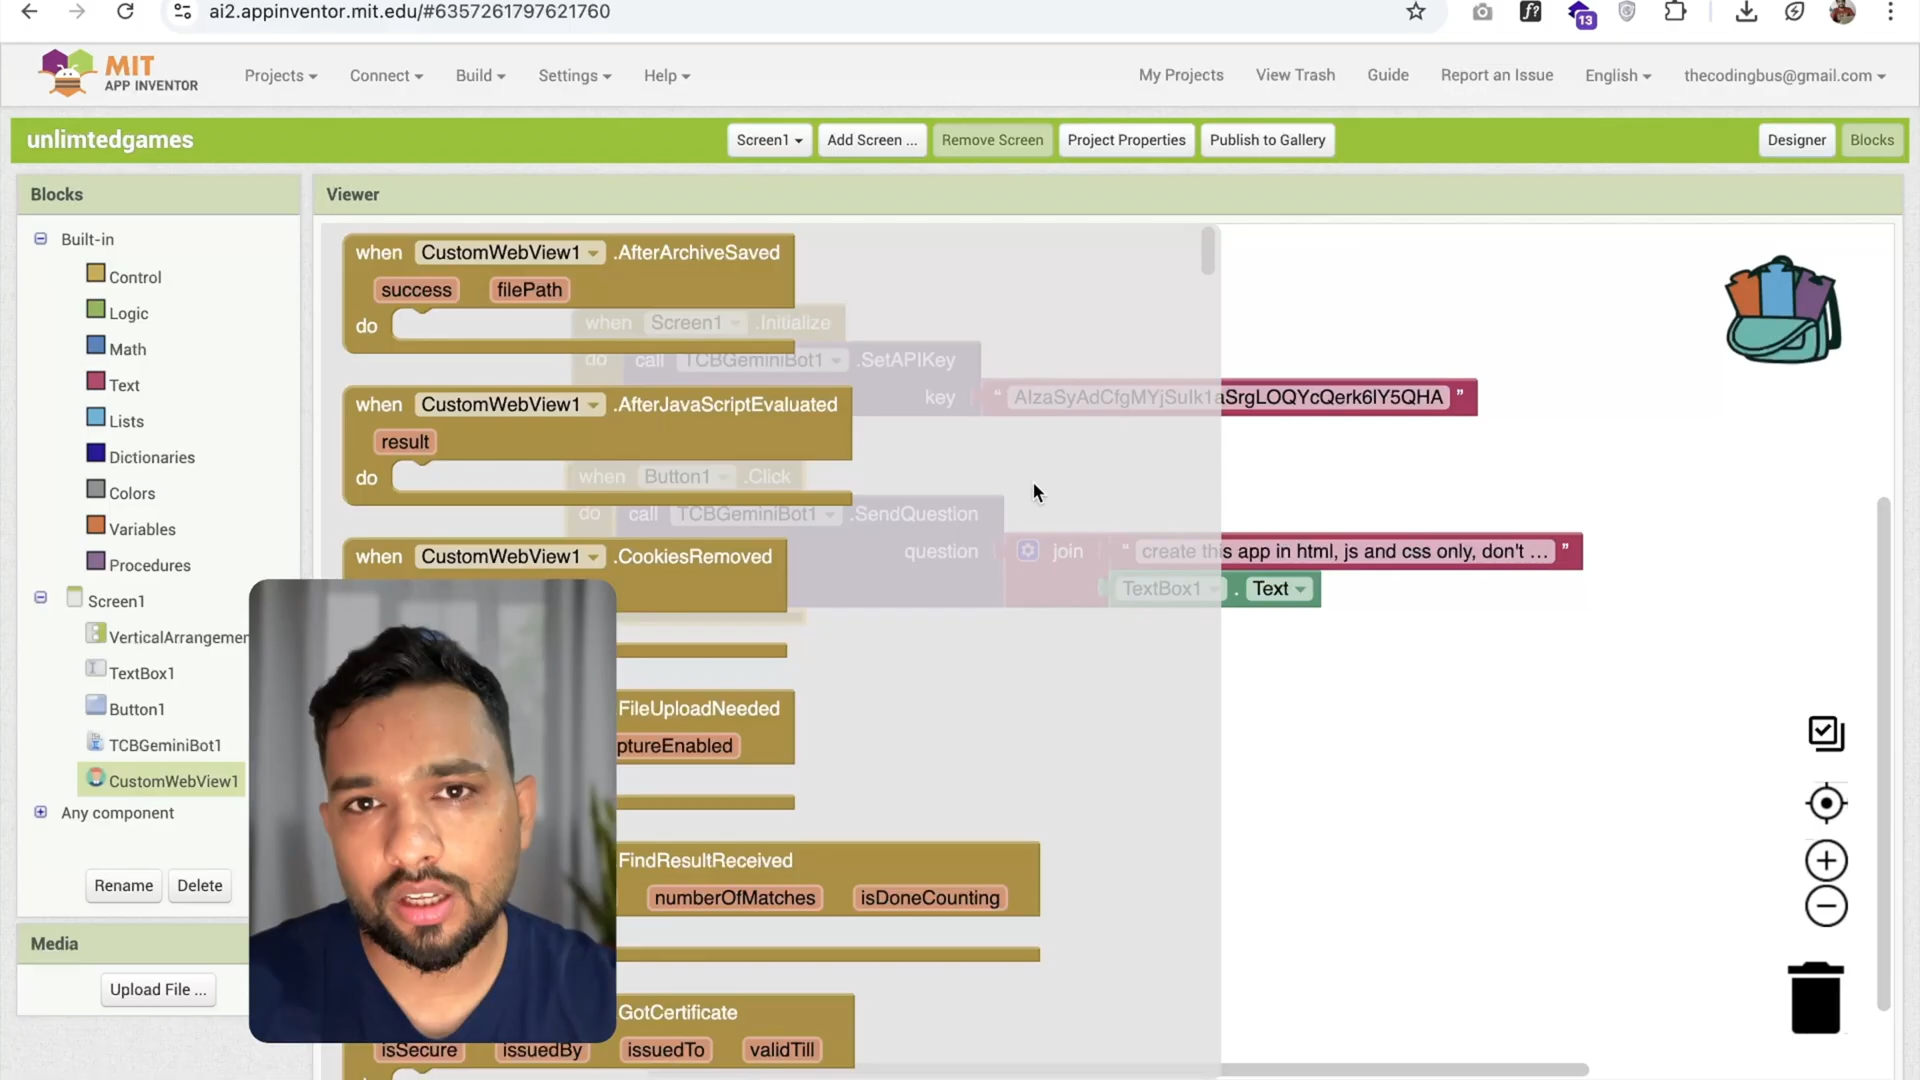 ai2.appinventor.mit.edu/#6357261797621760
13
MIT
APP INVENTOR
Projects
Connect
Build
Settings
Help
My Projects
View Trash
Guide
Report an Issue
English
thecodingbus@gmail.com
unlimtedgames
Screen1
Add Screen ...
Remove Screen
Project Properties
Publish to Gallery
Designer
Blocks
Blocks
Viewer
Built-in
Control
Logic
Math
Text
Lists
Dictionaries
Colors
Variables
Procedures
Screen1
VerticalArrangemen
TextBox1
Button1
TCBGeminiBot1
CustomWebView1
Any component
Rename
Delete
Media
Upload File ...
when CustomWebView1 .AfterArchiveSaved
success filePath
do
when Screen1 .Initialize
do call TCBGeminiBot1 .SetAPIKey
key
when CustomWebView1 .AfterJavaScriptEvaluated
result
do
when Button1 .Click
do call TCBGeminiBot1 .SendQuestion
question join " create this app in html, js and css only, don't ... "
TextBox1 . Text
when CustomWebView1 .CookiesRemoved
FileUploadNeeded
ptureEnabled
FindResultReceived
numberOfMatches isDoneCounting
GotCertificate
isSecure issuedBy issuedTo validTill